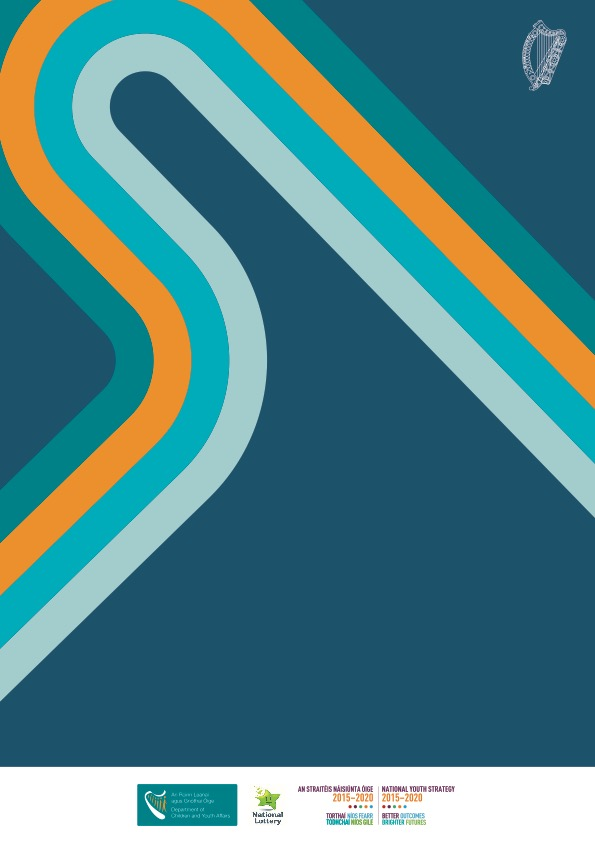 An Roinn Leanaí
agus Gnóthaí Óige
Department of
Children and Youth Affairs
National
Lottery
AN STRAITÉIS NÁISIÚNTA ÓIGE
2015–2020
TORTHAÍ NÍOS FEARR
TODHCHAÍ NÍOS GILE
NATIONAL YOUTH STRATEGY
2015–2020
BETTER OUTCOMES
BRIGHTER FUTURES